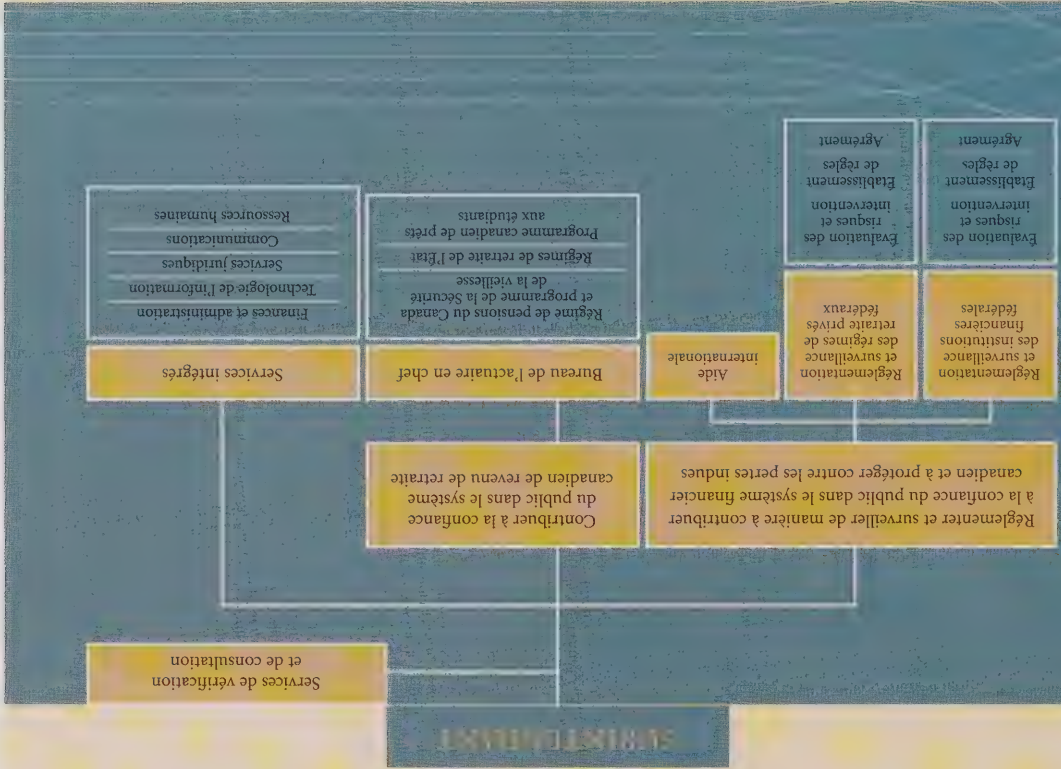 SURINTENDANT
Services de vérification
et de consultation
Réglementer et surveiller de manière à contribuer
à la confiance du public dans le système financier
canadien et à protéger contre les pertes indues
Contribuer à la confiance
du public dans le système
canadien de revenu de retraite
Réglementation
et surveillance
des institutions
financières
fédérales
Réglementation
et surveillance
des régimes de
retraite privés
fédéraux
Aide
internationale
Bureau de l'actuaire en chef
Services intégrés
Évaluation des
risques et
intervention
Établissement
de règles
Agrément
Évaluation des
risques et
intervention
Établissement
de règles
Agrément
Régime de pensions du Canada
et programme de la Sécurité
de la vieillesse
Régimes de retraite de l'État
Programme canadien de prêts
aux étudiants
Finances et administration
Technologie de l'information
Services juridiques
Communications
Ressources humaines